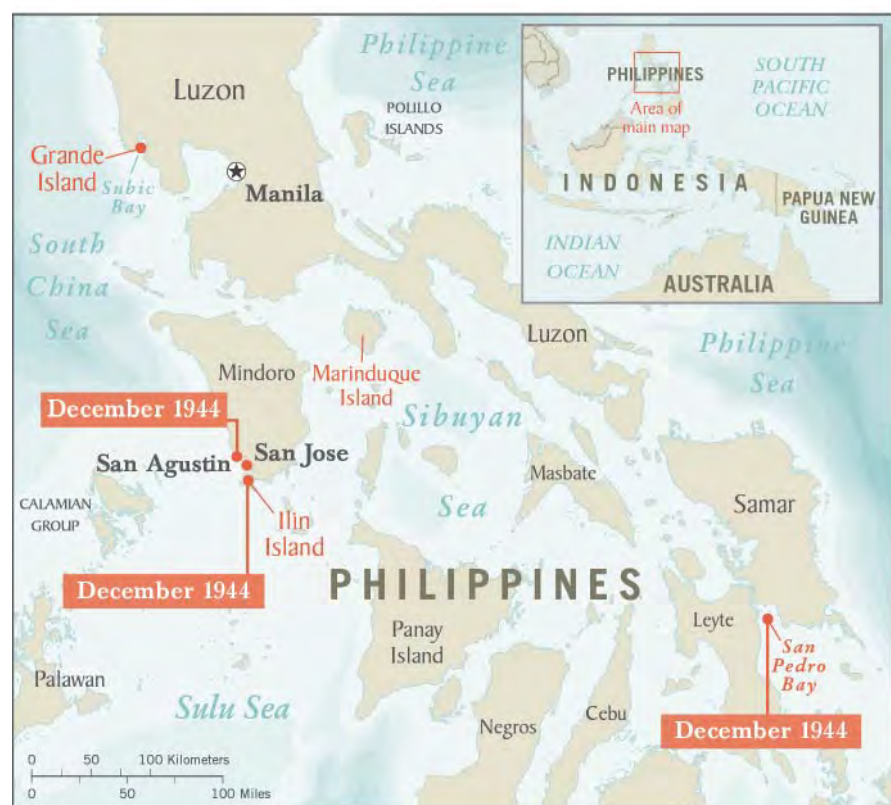 Philippine
Sea
Luzon
POLILLO
ISLANDS
Grande
Island
Subic
Bay
Manila
South
China
Sea
PHILIPPINES
SOUTH
PACIFIC
OCEAN
Area of
main map
INDONESIA
PAPUA NEW
GUINEA
INDIAN
OCEAN
AUSTRALIA
Luzon
Philippine
Sea
Mindoro
Marinduque
Island
Sibuyan
Sea
December 1944
San Agustin
San Jose
Masbate
Samar
CALAMIAN
GROUP
Ilin
Island
December 1944
PHILIPPINES
Panay
Island
Leyte
San
Pedro
Bay
Palawan
Sulu Sea
Negros
Cebu
December 1944
0 50 100 Kilometers
0 50 100 Miles